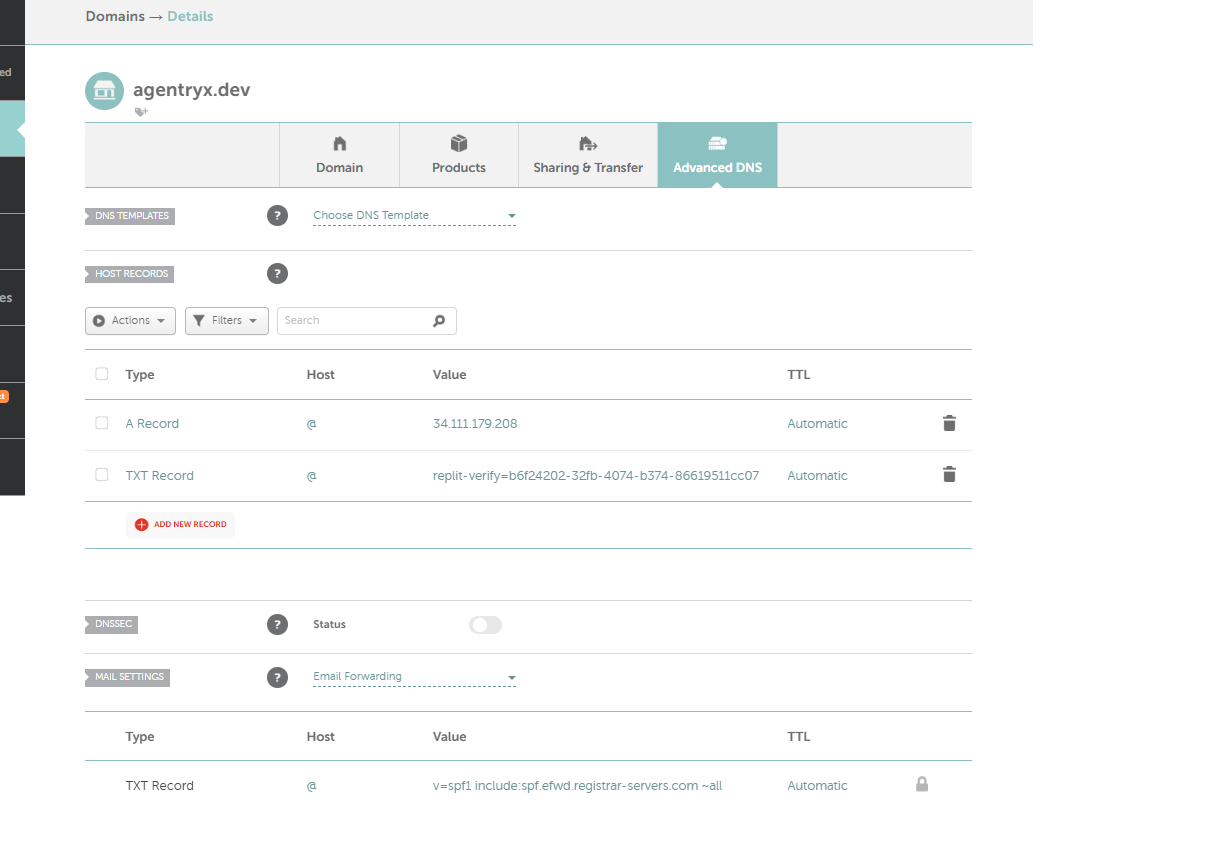 Domains → Details
ed
agentryx.dev
Domain
Products
Sharing & Transfer
Advanced DNS
DNS TEMPLATES ? Choose DNS Template
HOST RECORDS ?
Actions Filters Search
Type Host Value TTL
A Record @ 34.111.179.208 Automatic
TXT Record @ replit-verify=b6f24202-32fb-4074-b374-86619511cc07 Automatic
ADD NEW RECORD
es
DNSSEC ? Status
MAIL SETTINGS ? Email Forwarding
Type Host Value TTL
TXT Record @ v=spf1 include:spf.efwd.registrar-servers.com ~all Automatic